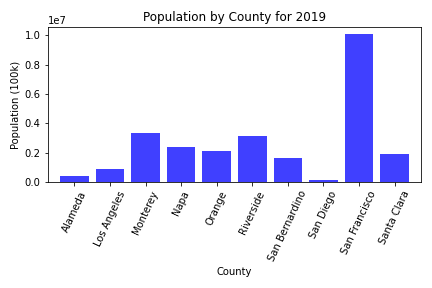 Population by County for 2019
1e7
1.0
0.8
0.6
0.4
0.2
0.0
Population (100k)
Alameda
Los Angeles
Monterey
Napa
Orange
Riverside
San Bernardino
San Diego
San Francisco
Santa Clara
County